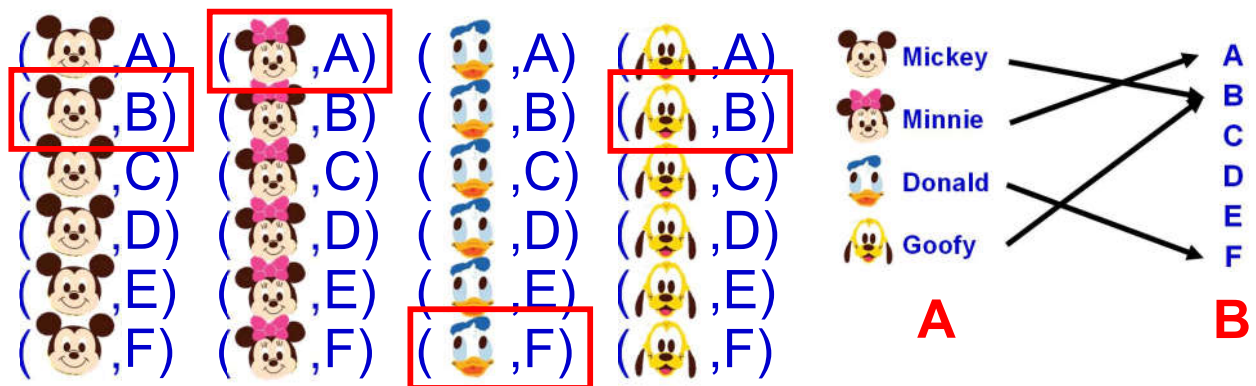 ( ,A) ( ,A) ( ,A) ( ,A)
( ,B) ( ,B) ( ,B) ( ,B)
( ,C) ( ,C) ( ,C) ( ,C)
( ,D) ( ,D) ( ,D) ( ,D)
( ,E) ( ,E) ( ,E) ( ,E)
( ,F) ( ,F) ( ,F) ( ,F)
Mickey
Minnie
Donald
Goofy
A
A
B
C
D
E
F
B